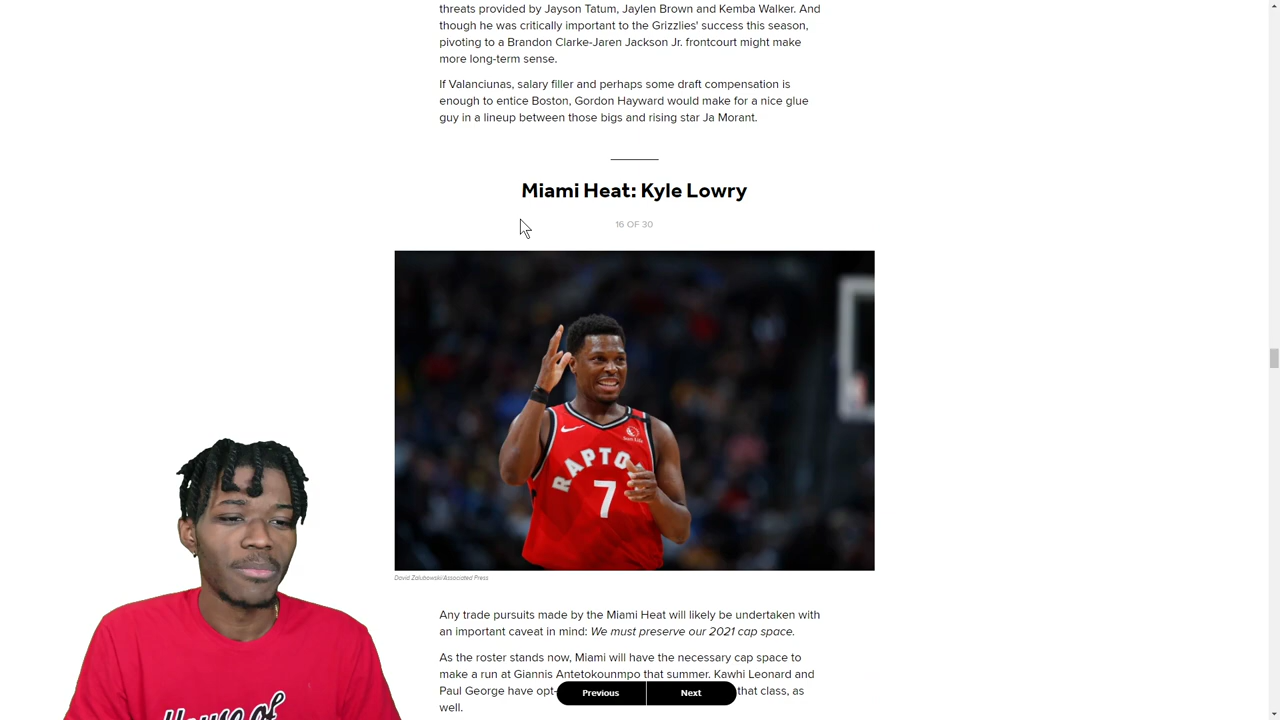 threats provided by Jayson Tatum, Jaylen Brown and Kemba Walker. And
though he was critically important to the Grizzlies' success this season,
pivoting to a Brandon Clarke-Jaren Jackson Jr. frontcourt might make
more long-term sense.
If Valanciunas, salary filler and perhaps some draft compensation is
enough to entice Boston, Gordon Hayward would make for a nice glue
guy in a lineup between those bigs and rising star Ja Morant.
Miami Heat: Kyle Lowry
16 OF 30
Sun Life
RAPTO
7
David Zalubowski/Associated Press
Any trade pursuits made by the Miami Heat will likely be undertaken with
an important caveat in mind: We must preserve our 2021 cap space.
As the roster stands now, Miami will have the necessary cap space to
make a run at Giannis Antetokounmpo that summer. Kawhi Leonard and
Paul George have opt- that class, as
Previous Next
well.
House of